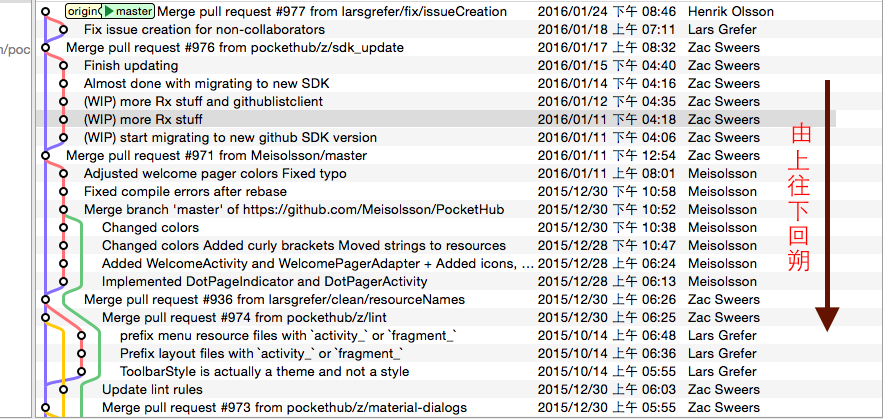 origin master Merge pull request #977 from larsgrefer/fix/issueCreation 2016/01/24 下午 08:46 Henrik Olsson
Fix issue creation for non-collaborators 2016/01/18 上午 07:11 Lars Grefer
n/poc Merge pull request #976 from pockethub/z/sdk_update 2016/01/17 上午 08:32 Zac Sweers
Finish updating 2016/01/15 下午 04:40 Zac Sweers
Almost done with migrating to new SDK 2016/01/14 下午 04:16 Zac Sweers
(WIP) more Rx stuff and githublistclient 2016/01/12 下午 04:35 Zac Sweers
(WIP) more Rx stuff 2016/01/11 下午 04:18 Zac Sweers
(WIP) start migrating to new github SDK version 2016/01/11 下午 04:06 Zac Sweers
Merge pull request #971 from Meisolsson/master 2016/01/11 下午 12:54 Zac Sweers
Adjusted welcome pager colors Fixed typo 2016/01/11 上午 08:01 Meisolsson
Fixed compile errors after rebase 2015/12/30 下午 10:58 Meisolsson
Merge branch 'master' of https://github.com/Meisolsson/PocketHub 2015/12/30 下午 10:52 Meisolsson
Changed colors 2015/12/30 下午 10:38 Meisolsson
Changed colors Added curly brackets Moved strings to resources 2015/12/28 下午 10:47 Meisolsson
Added WelcomeActivity and WelcomePagerAdapter + Added icons, … 2015/12/28 上午 06:24 Meisolsson
Implemented DotPageIndicator and DotPagerActivity 2015/12/28 上午 06:13 Meisolsson
Merge pull request #936 from larsgrefer/clean/resourceNames 2015/12/30 上午 06:26 Zac Sweers
Merge pull request #974 from pockethub/z/lint 2015/12/30 上午 06:25 Zac Sweers
prefix menu resource files with `activity_` or `fragment_` 2015/10/14 上午 06:48 Lars Grefer
Prefix layout files with `activity_` or `fragment_` 2015/10/14 上午 06:36 Lars Grefer
ToolbarStyle is actually a theme and not a style 2015/10/14 上午 05:55 Lars Grefer
Update lint rules 2015/12/30 上午 06:03 Zac Sweers
Merge pull request #973 from pockethub/z/material-dialogs 2015/12/30 上午 05:55 Zac Sweers
由上往下回朔